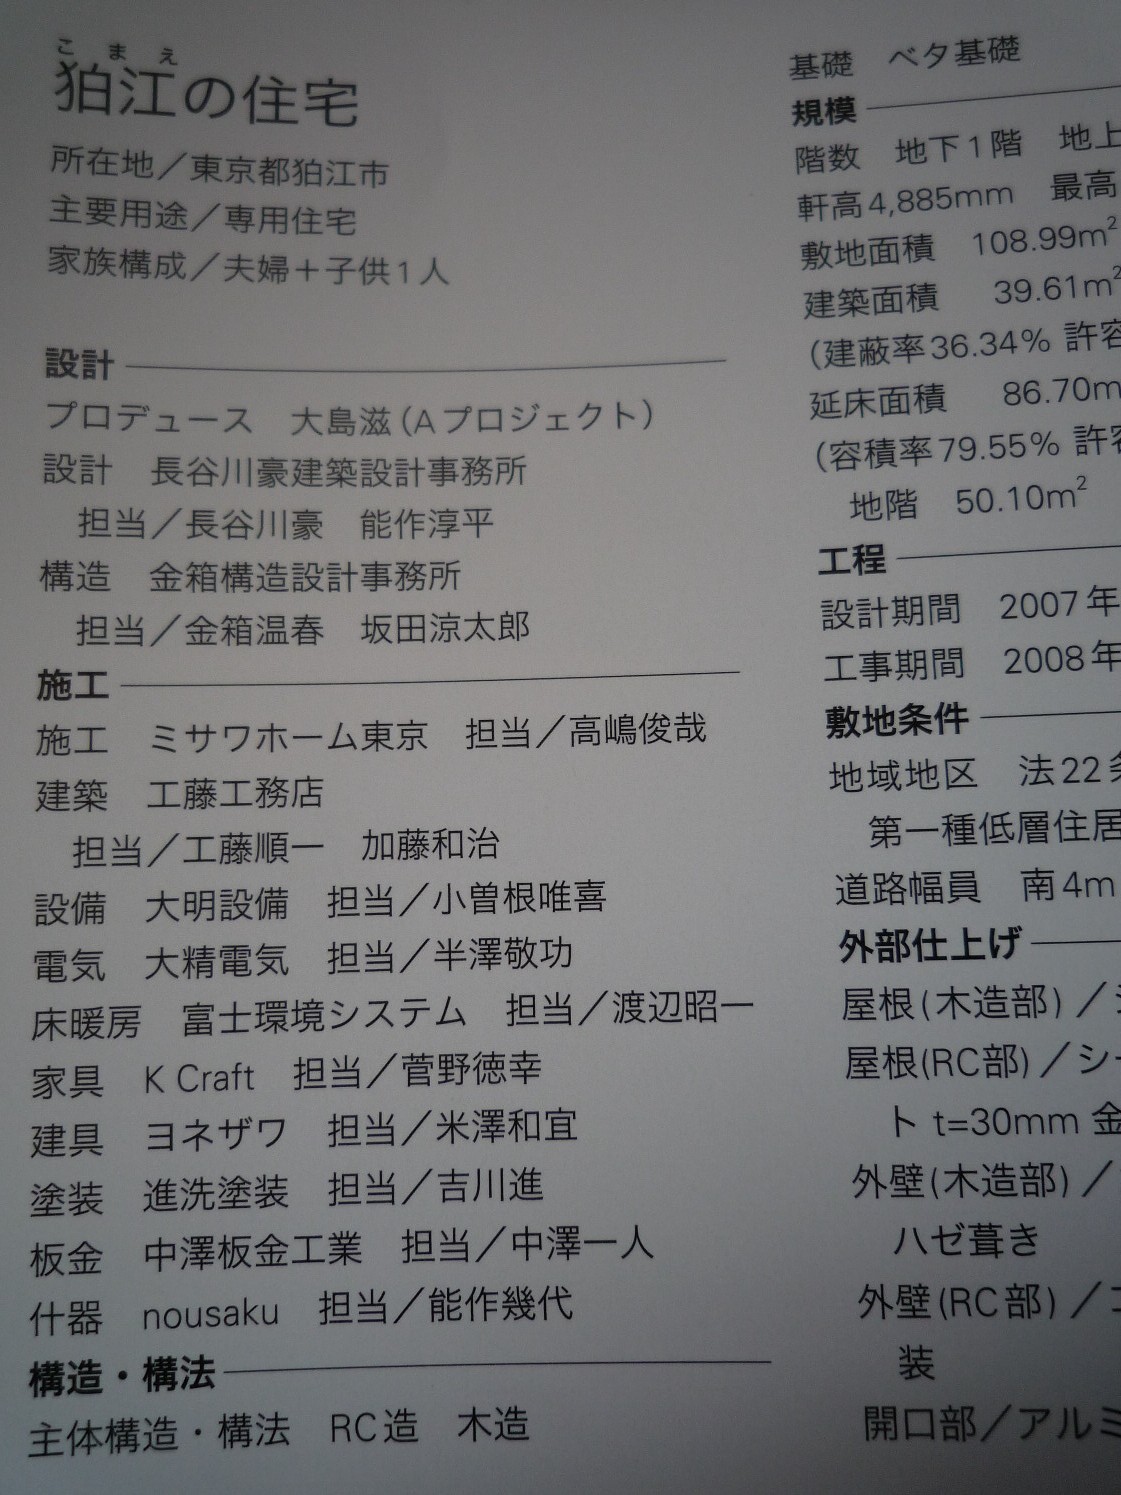 こまえ
狛江の住宅
所在地／東京都狛江市
主要用途／専用住宅
家族構成／夫婦＋子供1人
設計
プロデュース　大島滋（Aプロジェクト）
設計　長谷川豪建築設計事務所
担当／長谷川豪　能作淳平
構造　金箱構造設計事務所
担当／金箱温春　坂田涼太郎
施工
施工　ミサワホーム東京　担当／高嶋俊哉
建築　工藤工務店
担当／工藤順一　加藤和治
設備　大明設備　担当／小曽根唯喜
電気　大精電気　担当／半澤敬功
床暖房　富士環境システム　担当／渡辺昭一
家具　K Craft　担当／菅野徳幸
建具　ヨネザワ　担当／米澤和宜
塗装　進洗塗装　担当／吉川進
板金　中澤板金工業　担当／中澤一人
什器　nousaku　担当／能作幾代
構造・構法
主体構造・構法　RC造　木造
基礎　ベタ基礎
規模
階数　地下1階　地上
軒高4,885mm　最高
敷地面積　108.99m²
建築面積　39.61m²
（建蔽率36.34%　許容
延床面積　86.70m
（容積率79.55%　許容
地階　50.10m²
工程
設計期間　2007年
工事期間　2008年
敷地条件
地域地区　法22条
第一種低層住居
道路幅員　南4m
外部仕上げ
屋根(木造部)／
屋根(RC部)／シー
ト t=30mm 金
外壁(木造部)／
ハゼ葺き
外壁(RC部)／コ
装
開口部／アルミ